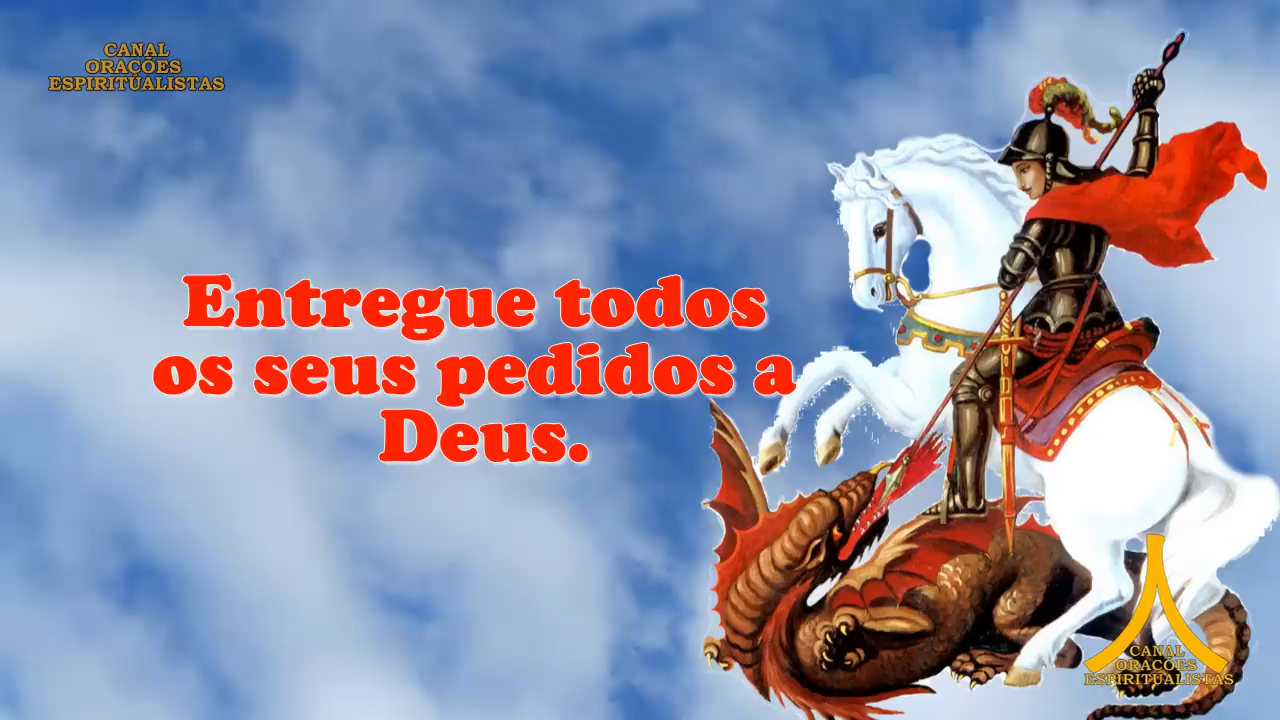 CANAL
ORAÇÕES
ESPIRITUALISTAS
Entregue todos
os seus pedidos a
Deus.
CANAL
ORAÇÕES
ESPIRITUALISTAS